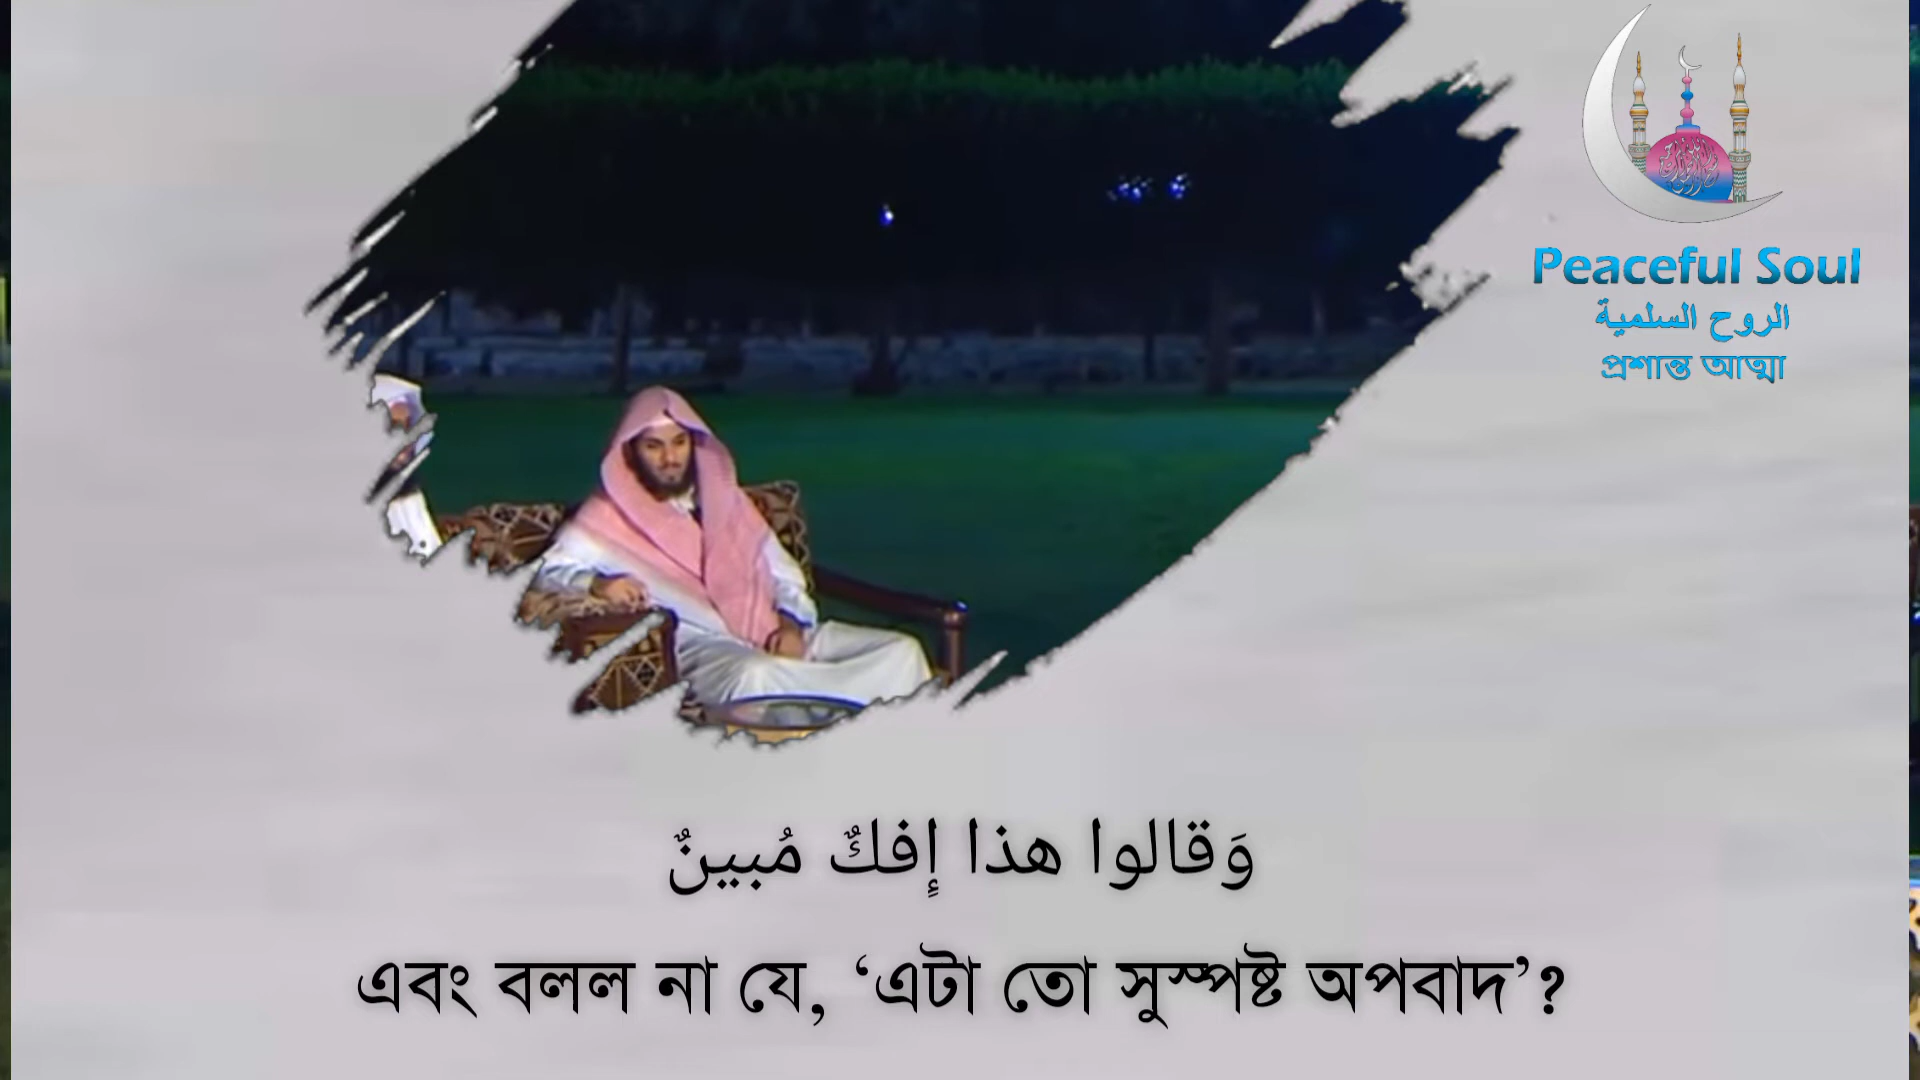 Peaceful Soul
الروح السلمية
প্রশান্ত আত্মা
وَقالوا هذا إِفكٌ مُبينٌ
এবং বলল না যে, ‘এটা তো সুস্পষ্ট অপবাদ’?